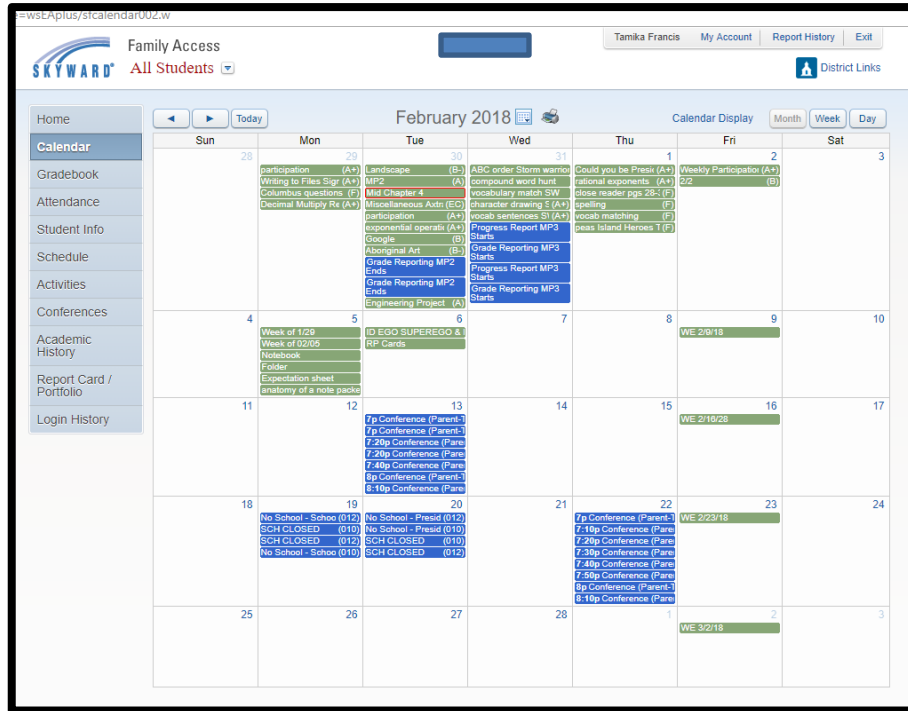 =wsEAplus/sfcalendar002.w
SKYWARD®
Family Access
All Students
Tamika Francis My Account Report History Exit
District Links
Home
Calendar
Gradebook
Attendance
Student Info
Schedule
Activities
Conferences
Academic
History
Report Card /
Portfolio
Login History
Today
February 2018
Calendar Display Month Week Day
Sun Mon Tue Wed Thu Fri Sat
28
29
participation (A+)
Writing to Files Sigr (A+)
Columbus questions (F)
Decimal Multiply Re (A+)
30
Landscape (B-)
MP2 (A)
Mid Chapter 4
Miscellaneous Axtra (EC)
participation (A+)
exponential operatic (A+)
Google (B)
Aboriginal Art (B-)
Grade Reporting MP2
Ends
Grade Reporting MP2
Ends
Engineering Project (A)
31
ABC order Storm warrior
compound word hunt
vocabulary match SW
character drawing S (A+)
vocab sentences S\ (A+)
Progress Report MP3
Starts
Grade Reporting MP3
Starts
Progress Report MP3
Starts
Grade Reporting MP3
Starts
1
Could you be Presic (A+)
rational exponents (A+)
close reader pgs 28-: (F)
spelling (F)
vocab matching (F)
peas Island Heroes T (F)
2
Weekly Participatio (A+)
2/2 (B)
3
4
5
Week of 1/29
Week of 02/05
Notebook
Folder
Expectation sheet
anatomy of a note packe
6
ID EGO SUPEREGO &
RP Cards
7
8
9
WE 2/9/18
10
11
12
13
7p Conference (Parent-T
7p Conference (Parent-T
7:20p Conference (Pare
7:20p Conference (Pare
7:40p Conference (Pare
8p Conference (Parent-T
8:10p Conference (Pare
14
15
16
WE 2/16/28
17
18
19
No School - Schoo (012)
SCH CLOSED (010)
SCH CLOSED (012)
No School - Schoo (010)
20
No School - Presid (012)
No School - Presid (010)
SCH CLOSED (010)
SCH CLOSED (012)
21
22
7p Conference (Parent-T
7:10p Conference (Pare
7:20p Conference (Pare
7:30p Conference (Pare
7:40p Conference (Pare
7:50p Conference (Pare
8p Conference (Parent-T
8:10p Conference (Pare
23
WE 2/23/18
24
25
26
27
28
1
2
WE 3/2/18
3